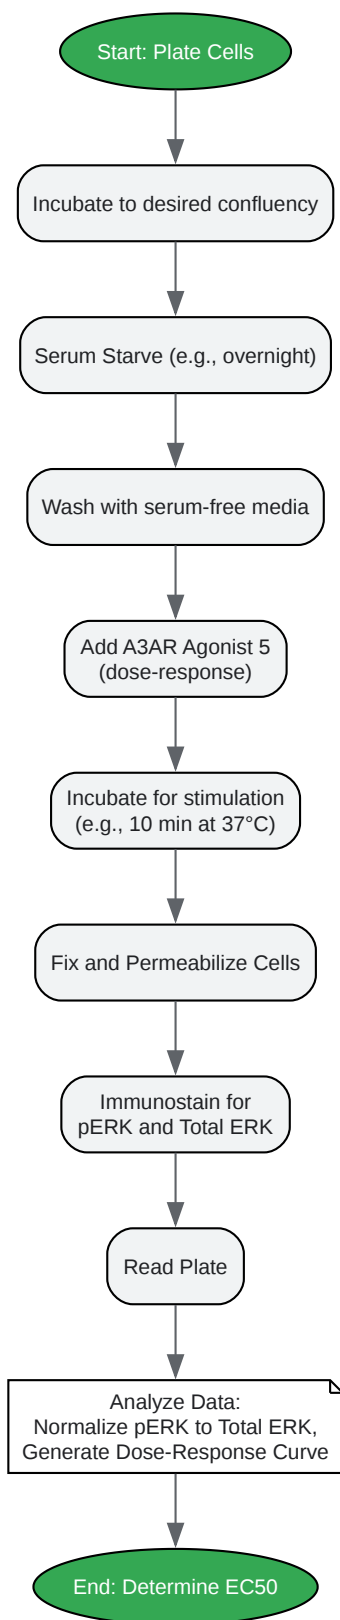 Start: Plate Cells
Incubate to desired confluency
Serum Starve (e.g., overnight)
Wash with serum-free media
Add A3AR Agonist 5
(dose-response)
Incubate for stimulation
(e.g., 10 min at 37°C)
Fix and Permeabilize Cells
Immunostain for
pERK and Total ERK
Read Plate
Analyze Data:
Normalize pERK to Total ERK,
Generate Dose-Response Curve
End: Determine EC50